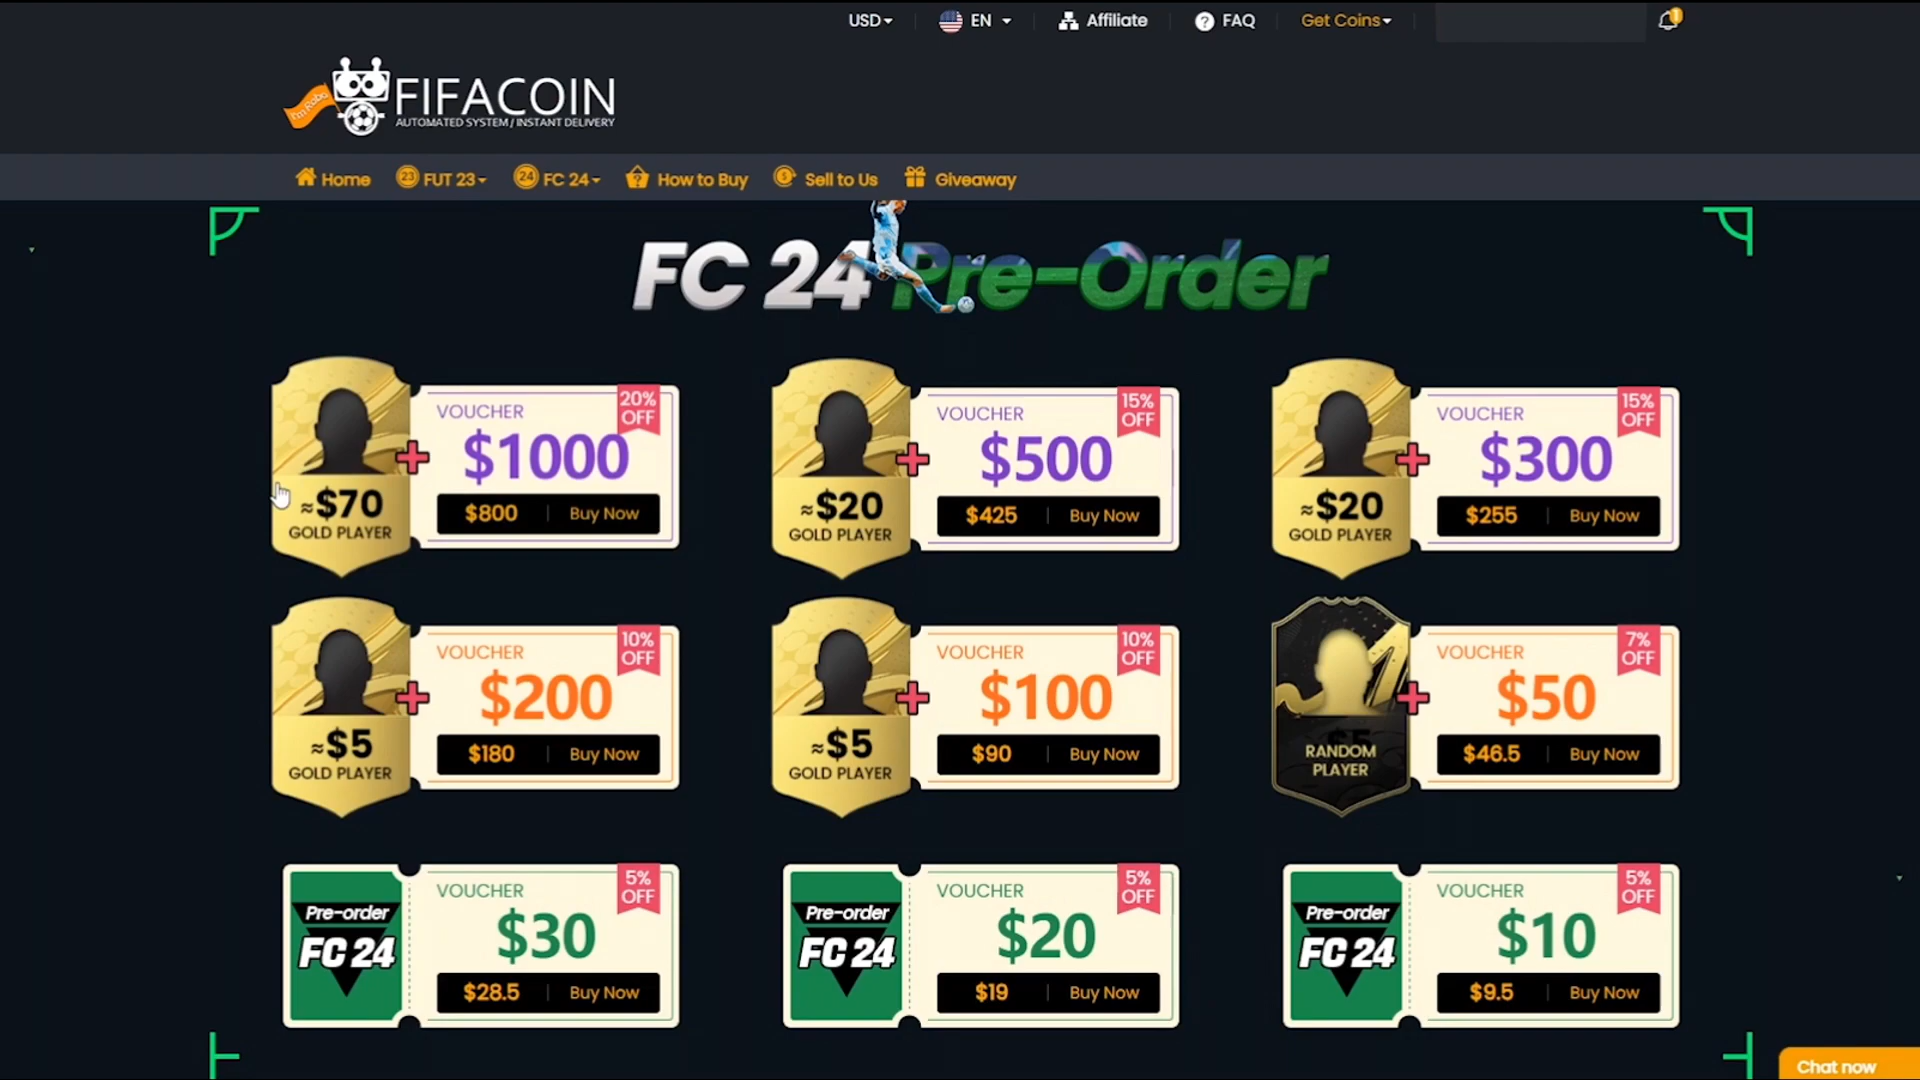 USD
EN
Affiliate
FAQ
Get Coins
1
I'm Robo
FIFACOIN
AUTOMATED SYSTEM / INSTANT DELIVERY
Home
23 FUT 23
24 FC 24
How to Buy
Sell to Us
Giveaway
FC 24 Pre-Order
≈$70
GOLD PLAYER
VOUCHER
20%
OFF
$1000
$800 Buy Now
≈$20
GOLD PLAYER
VOUCHER
15%
OFF
$500
$425 Buy Now
≈$20
GOLD PLAYER
VOUCHER
15%
OFF
$300
$255 Buy Now
≈$5
GOLD PLAYER
VOUCHER
10%
OFF
$200
$180 Buy Now
≈$5
GOLD PLAYER
VOUCHER
10%
OFF
$100
$90 Buy Now
$5
RANDOM
PLAYER
VOUCHER
7%
OFF
$50
$46.5 Buy Now
Pre-order
FC 24
VOUCHER
5%
OFF
$30
$28.5 Buy Now
Pre-order
FC 24
VOUCHER
5%
OFF
$20
$19 Buy Now
Pre-order
FC 24
VOUCHER
5%
OFF
$10
$9.5 Buy Now
Chat now